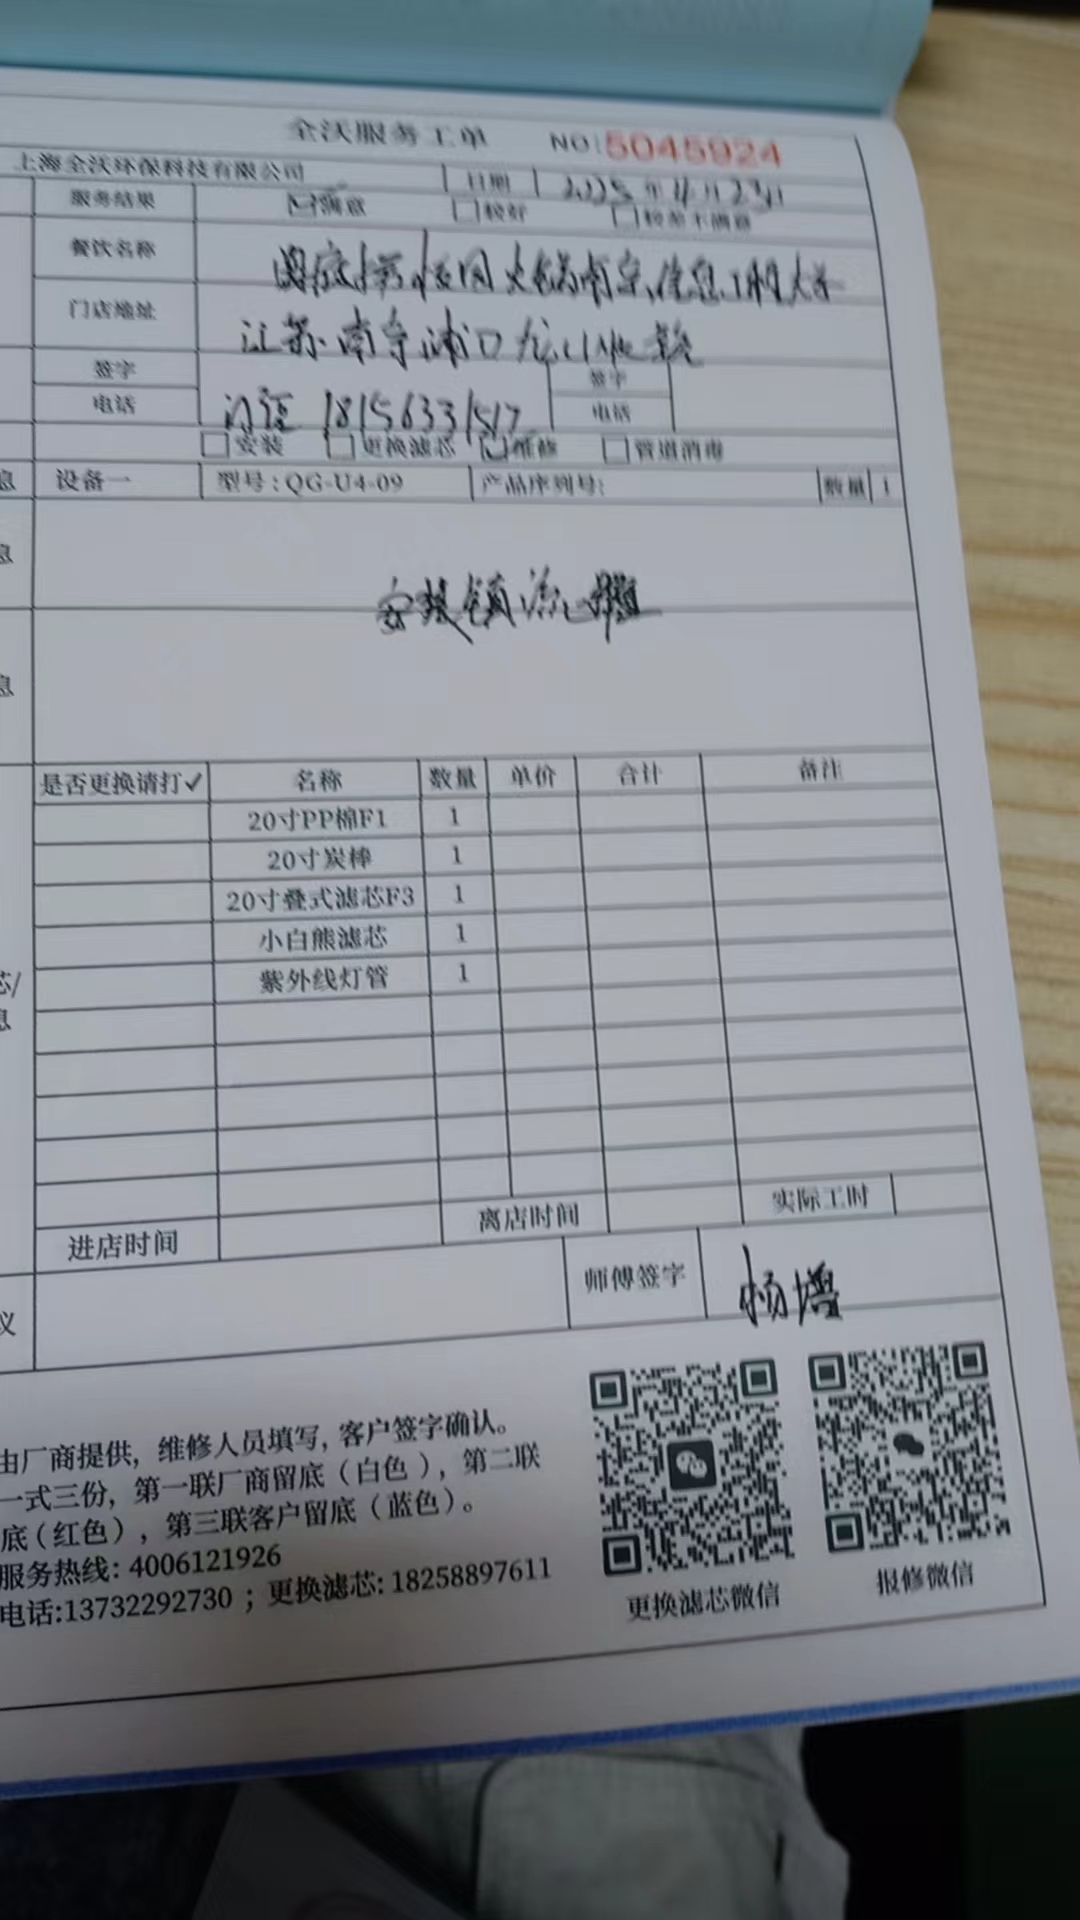 全沃服务工单 NO:5045924
上海全沃环保科技有限公司 日期 2025年4月23日
服务结果 满意 较好 较差不满意
餐饮名称 火锅南京信息工程大学
门店地址 江苏南京浦口
签字 签字
电话 18156331517 电话
安装 更换滤芯 维修 管道消毒
息 设备一 型号:QG-U4-09 产品序列号: 数量 1
息 安装镇流器
息
是否更换请打✓ 名称 数量 单价 合计 备注
20寸PP棉F1 1
20寸炭棒 1
20寸叠式滤芯F3 1
小白熊滤芯 1
紫外线灯管 1
芯/
息
进店时间 离店时间 实际工时
议 师傅签字 杨增
由厂商提供，维修人员填写，客户签字确认。
一式三份，第一联厂商留底（白色），第二联
底（红色），第三联客户留底（蓝色）。
服务热线: 4006121926
电话:13732292730 ；更换滤芯: 18258897611
更换滤芯微信 报修微信